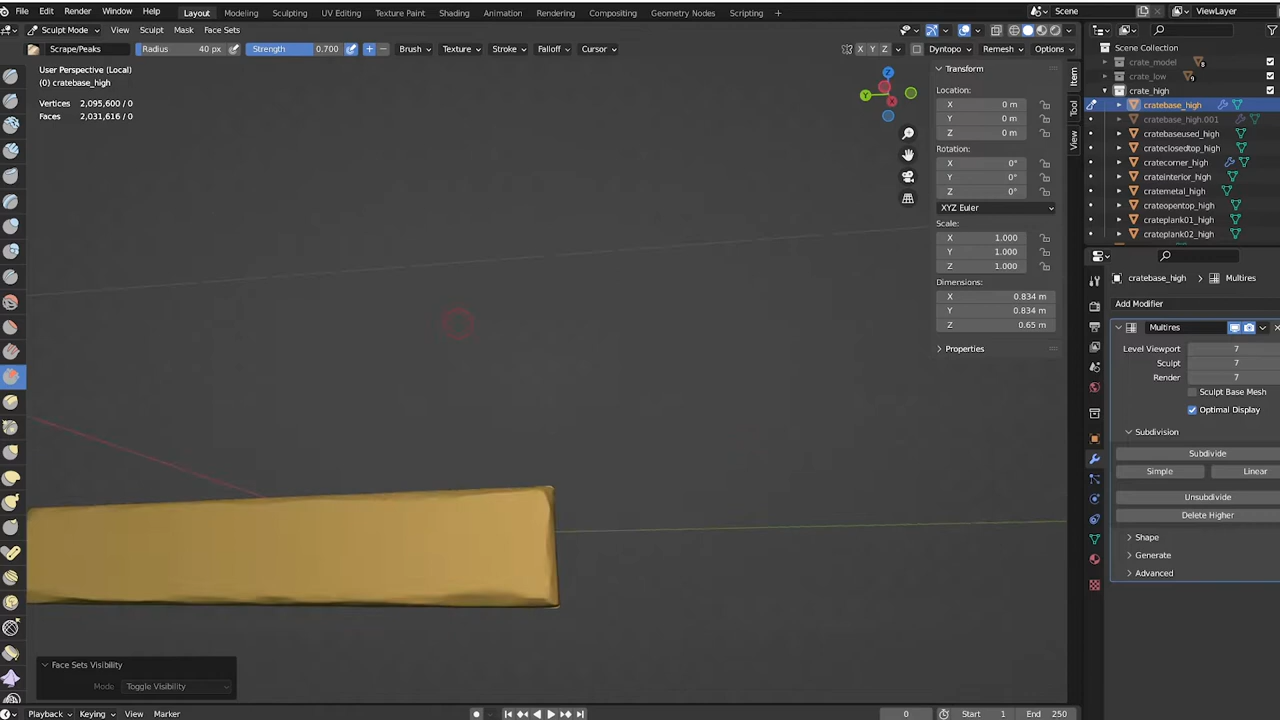 File Edit Render Window Help Layout Modeling Sculpting UV Editing Texture Paint Shading Animation Rendering Compositing Geometry Nodes Scripting + Scene ViewLayer
Sculpt Mode View Sculpt Mask Face Sets
Scrape/Peaks Radius 40 px Strength 0.700 + − Brush Texture Stroke Falloff Cursor X Y Z Dyntopo Remesh Options
User Perspective (Local)
(0) cratebase_high
Vertices 2,095,600 / 0
Faces 2,031,616 / 0
Z
Y
X
Transform
Location:
X 0 m
Y 0 m
Z 0 m
Rotation:
X 0°
Y 0°
Z 0°
XYZ Euler
Scale:
X 1.000
Y 1.000
Z 1.000
Dimensions:
X 0.834 m
Y 0.834 m
Z 0.65 m
Properties
Item
Tool
View
Scene Collection
crate_model
crate_low
crate_high
cratebase_high
cratebase_high.001
cratebaseused_high
crateclosedtop_high
cratecorner_high
crateinterior_high
cratemetal_high
crateopentop_high
crateplank01_high
crateplank02_high
cratebase_high Multires
Add Modifier
Multires
Level Viewport 7
Sculpt 7
Render 7
Sculpt Base Mesh
Optimal Display
Subdivision
Subdivide
Simple Linear
Unsubdivide
Delete Higher
Shape
Generate
Advanced
Face Sets Visibility
Mode Toggle Visibility
Playback Keying View Marker 0 Start 1 End 250